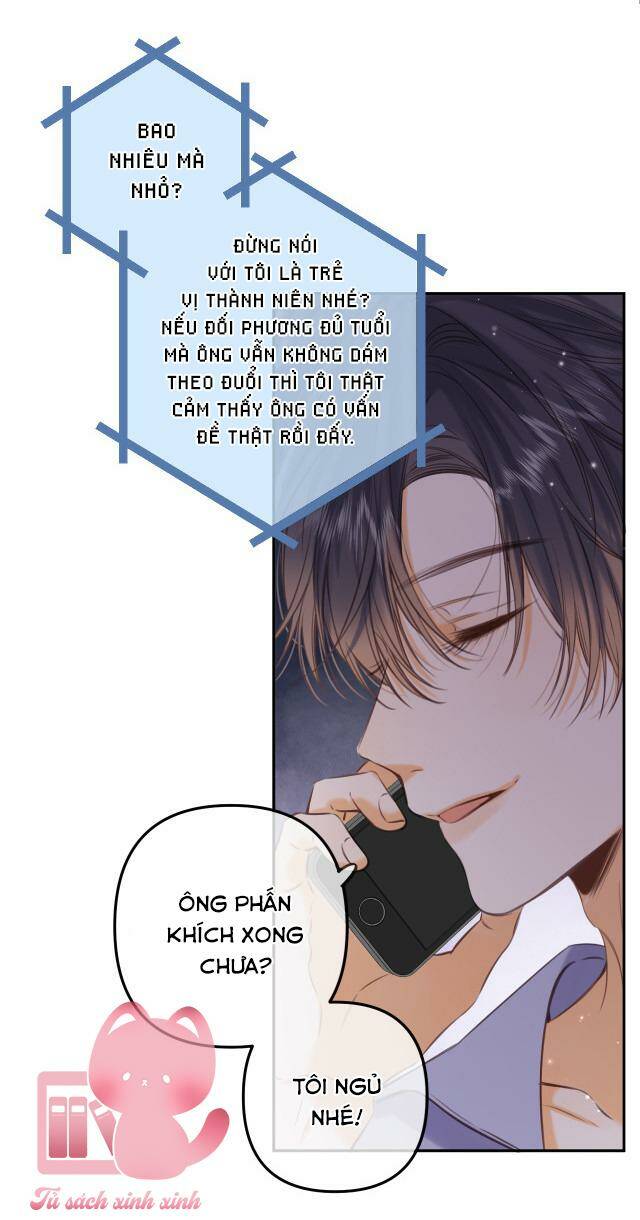 BAO
NHIÊU MÀ
NHỎ?
ĐỪNG NÓI
VỚI TÔI LÀ TRẺ
VỊ THÀNH NIÊN NHÉ?
NẾU ĐỐI PHƯƠNG ĐỦ TUỔI
MÀ ÔNG VẪN KHÔNG DÁM
THEO ĐUỔI THÌ TÔI THẬT
CẢM THẤY ÔNG CÓ VẤN
ĐỀ THẬT RỒI ĐẤY.
ÔNG PHẤN
KHÍCH XONG
CHƯA?
TÔI NGỦ
NHÉ!
Tủ sách xinh xinh